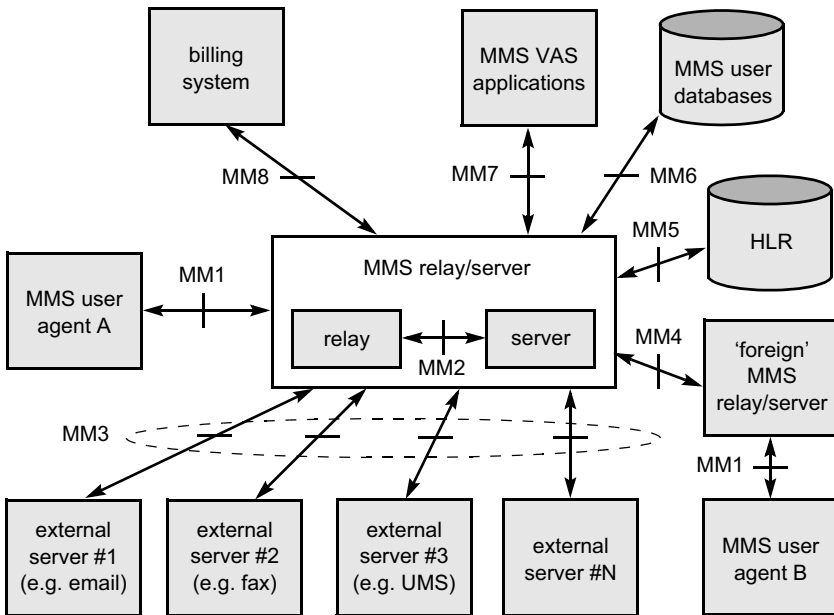 billing
system
MMS VAS
applications
MMS user
databases
MM8
MM7
MM6
MM5
HLR
MMS relay/server
MM1
MMS user
agent A
relay
server
MM2
MM4
‘foreign’
MMS
relay/server
MM3
MM1
external
server #1
(e.g. email)
external
server #2
(e.g. fax)
external
server #3
(e.g. UMS)
external
server #N
MMS user
agent B